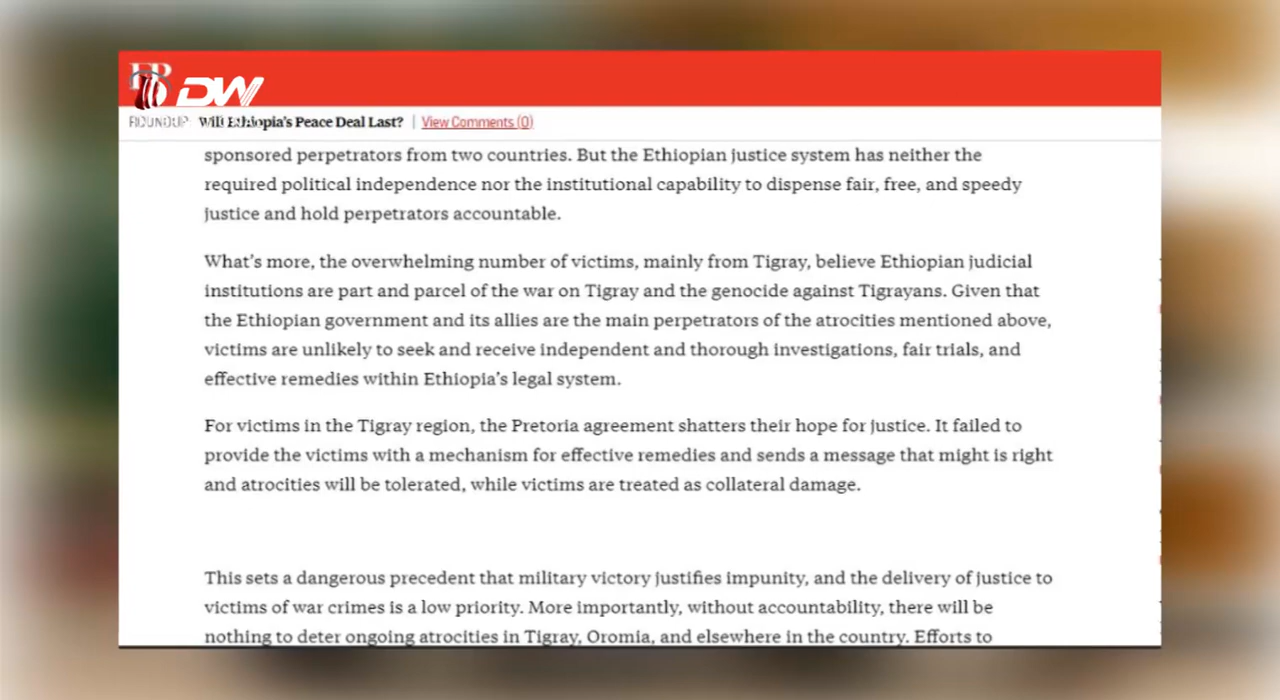 FP
DW
ROUNDUP: Will Ethiopia's Peace Deal Last? | View Comments (0)
sponsored perpetrators from two countries. But the Ethiopian justice system has neither the
required political independence nor the institutional capability to dispense fair, free, and speedy
justice and hold perpetrators accountable.
What's more, the overwhelming number of victims, mainly from Tigray, believe Ethiopian judicial
institutions are part and parcel of the war on Tigray and the genocide against Tigrayans. Given that
the Ethiopian government and its allies are the main perpetrators of the atrocities mentioned above,
victims are unlikely to seek and receive independent and thorough investigations, fair trials, and
effective remedies within Ethiopia's legal system.
For victims in the Tigray region, the Pretoria agreement shatters their hope for justice. It failed to
provide the victims with a mechanism for effective remedies and sends a message that might is right
and atrocities will be tolerated, while victims are treated as collateral damage.
This sets a dangerous precedent that military victory justifies impunity, and the delivery of justice to
victims of war crimes is a low priority. More importantly, without accountability, there will be
nothing to deter ongoing atrocities in Tigray, Oromia, and elsewhere in the country. Efforts to